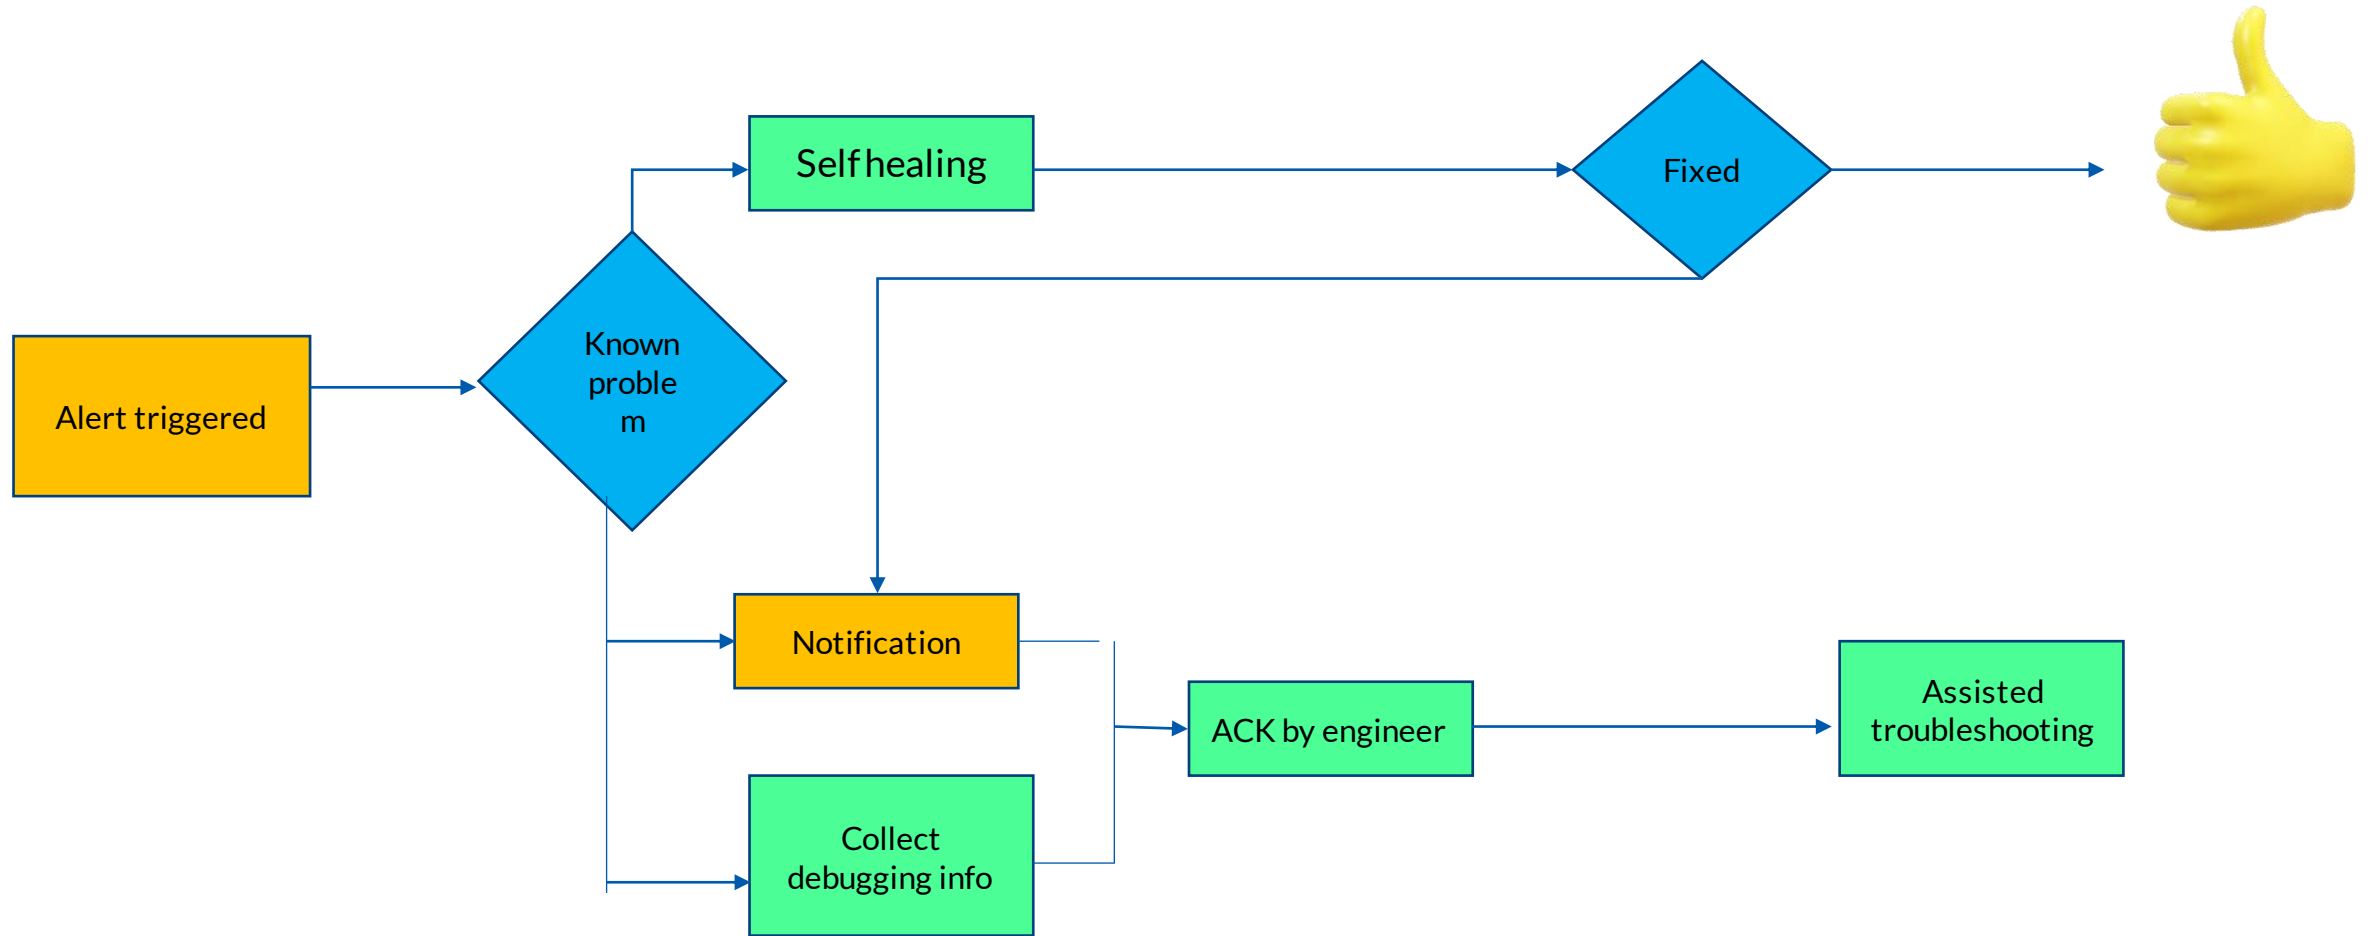 Self healing
Fixed
Known
proble
m
Alert triggered
Notification
ACK by engineer
Assisted
troubleshooting
Collect
debugging info